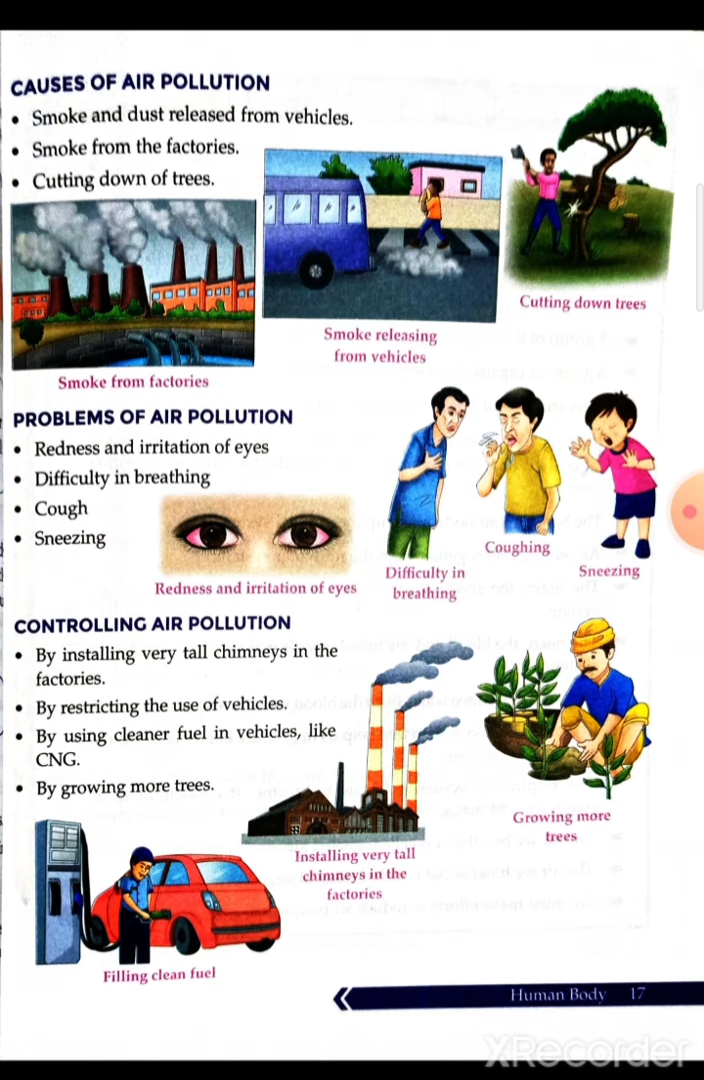 CAUSES OF AIR POLLUTION
• Smoke and dust released from vehicles.
• Smoke from the factories.
• Cutting down of trees.
Cutting down trees
Smoke releasing
from vehicles
Smoke from factories
PROBLEMS OF AIR POLLUTION
• Redness and irritation of eyes
• Difficulty in breathing
• Cough
• Sneezing
Redness and irritation of eyes
Difficulty in
breathing
Coughing
Sneezing
CONTROLLING AIR POLLUTION
• By installing very tall chimneys in the
factories.
• By restricting the use of vehicles.
• By using cleaner fuel in vehicles, like
CNG.
• By growing more trees.
Growing more
trees
Installing very tall
chimneys in the
factories
Filling clean fuel
Human Body 17
XRecorder